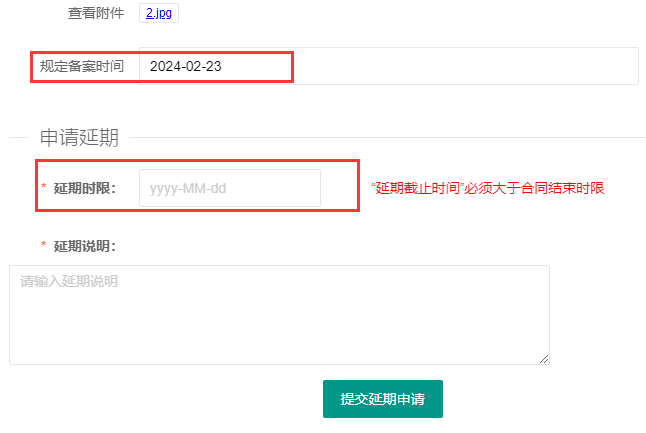 查看附件 2.jpg
规定备案时间 2024-02-23
申请延期
* 延期时限： yyyy-MM-dd “延期截止时间”必须大于合同结束时限
* 延期说明：
请输入延期说明
提交延期申请